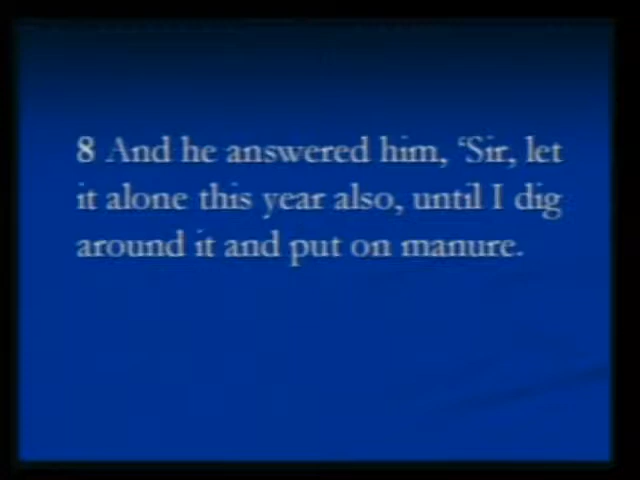 8 And he answered him, ‘Sir, let
it alone this year also, until I dig
around it and put on manure.